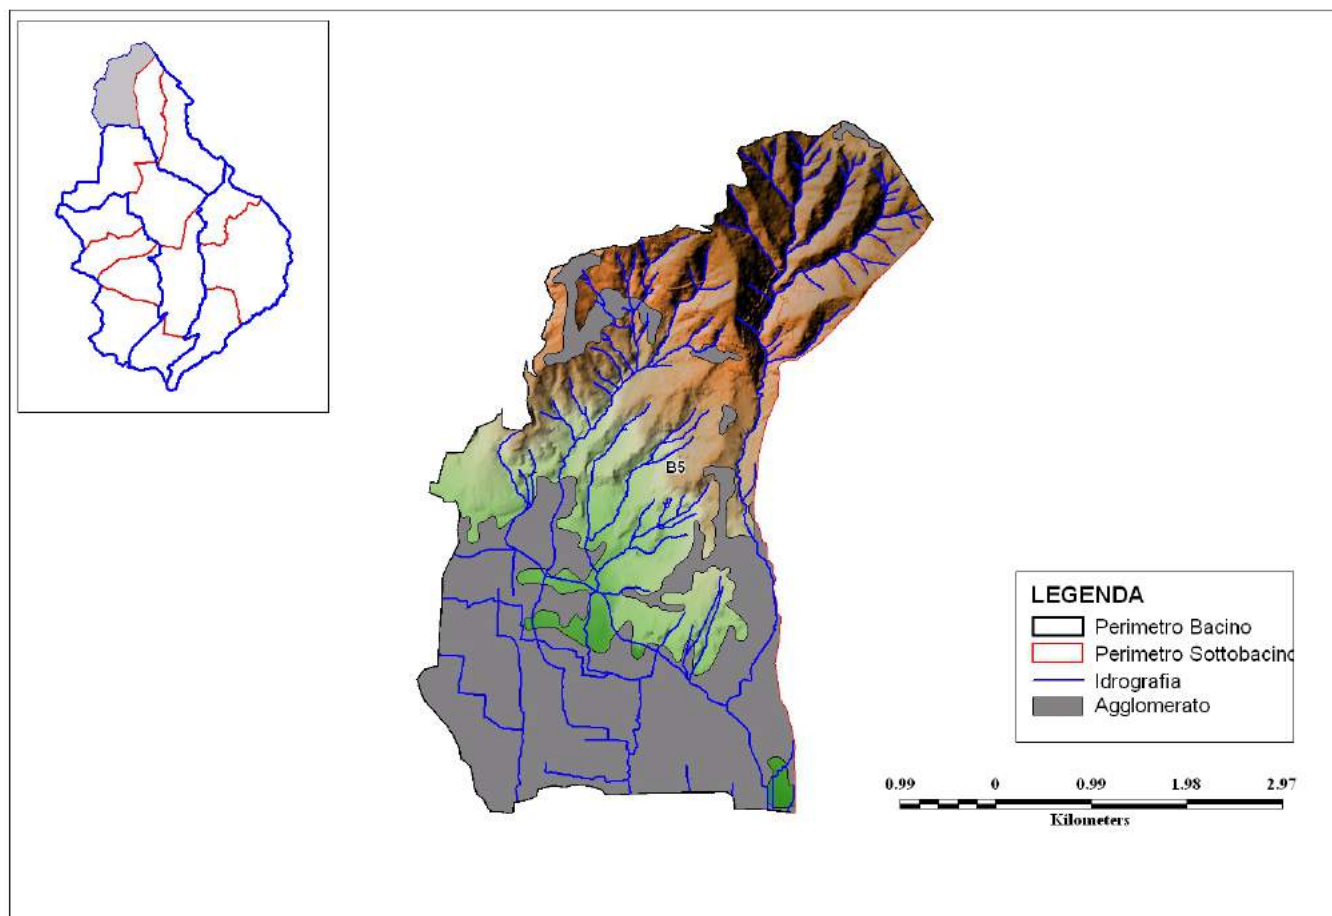 B5
LEGENDA
Perimetro Bacino
Perimetro Sottobacino
Idrografia
Agglomerato
0.99 0 0.99 1.98 2.97
Kilometers